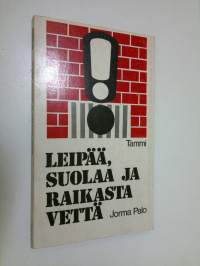 Tammi
LEIPÄÄ,
SUOLAA JA
RAIKASTA
VETTÄ Jorma Palo